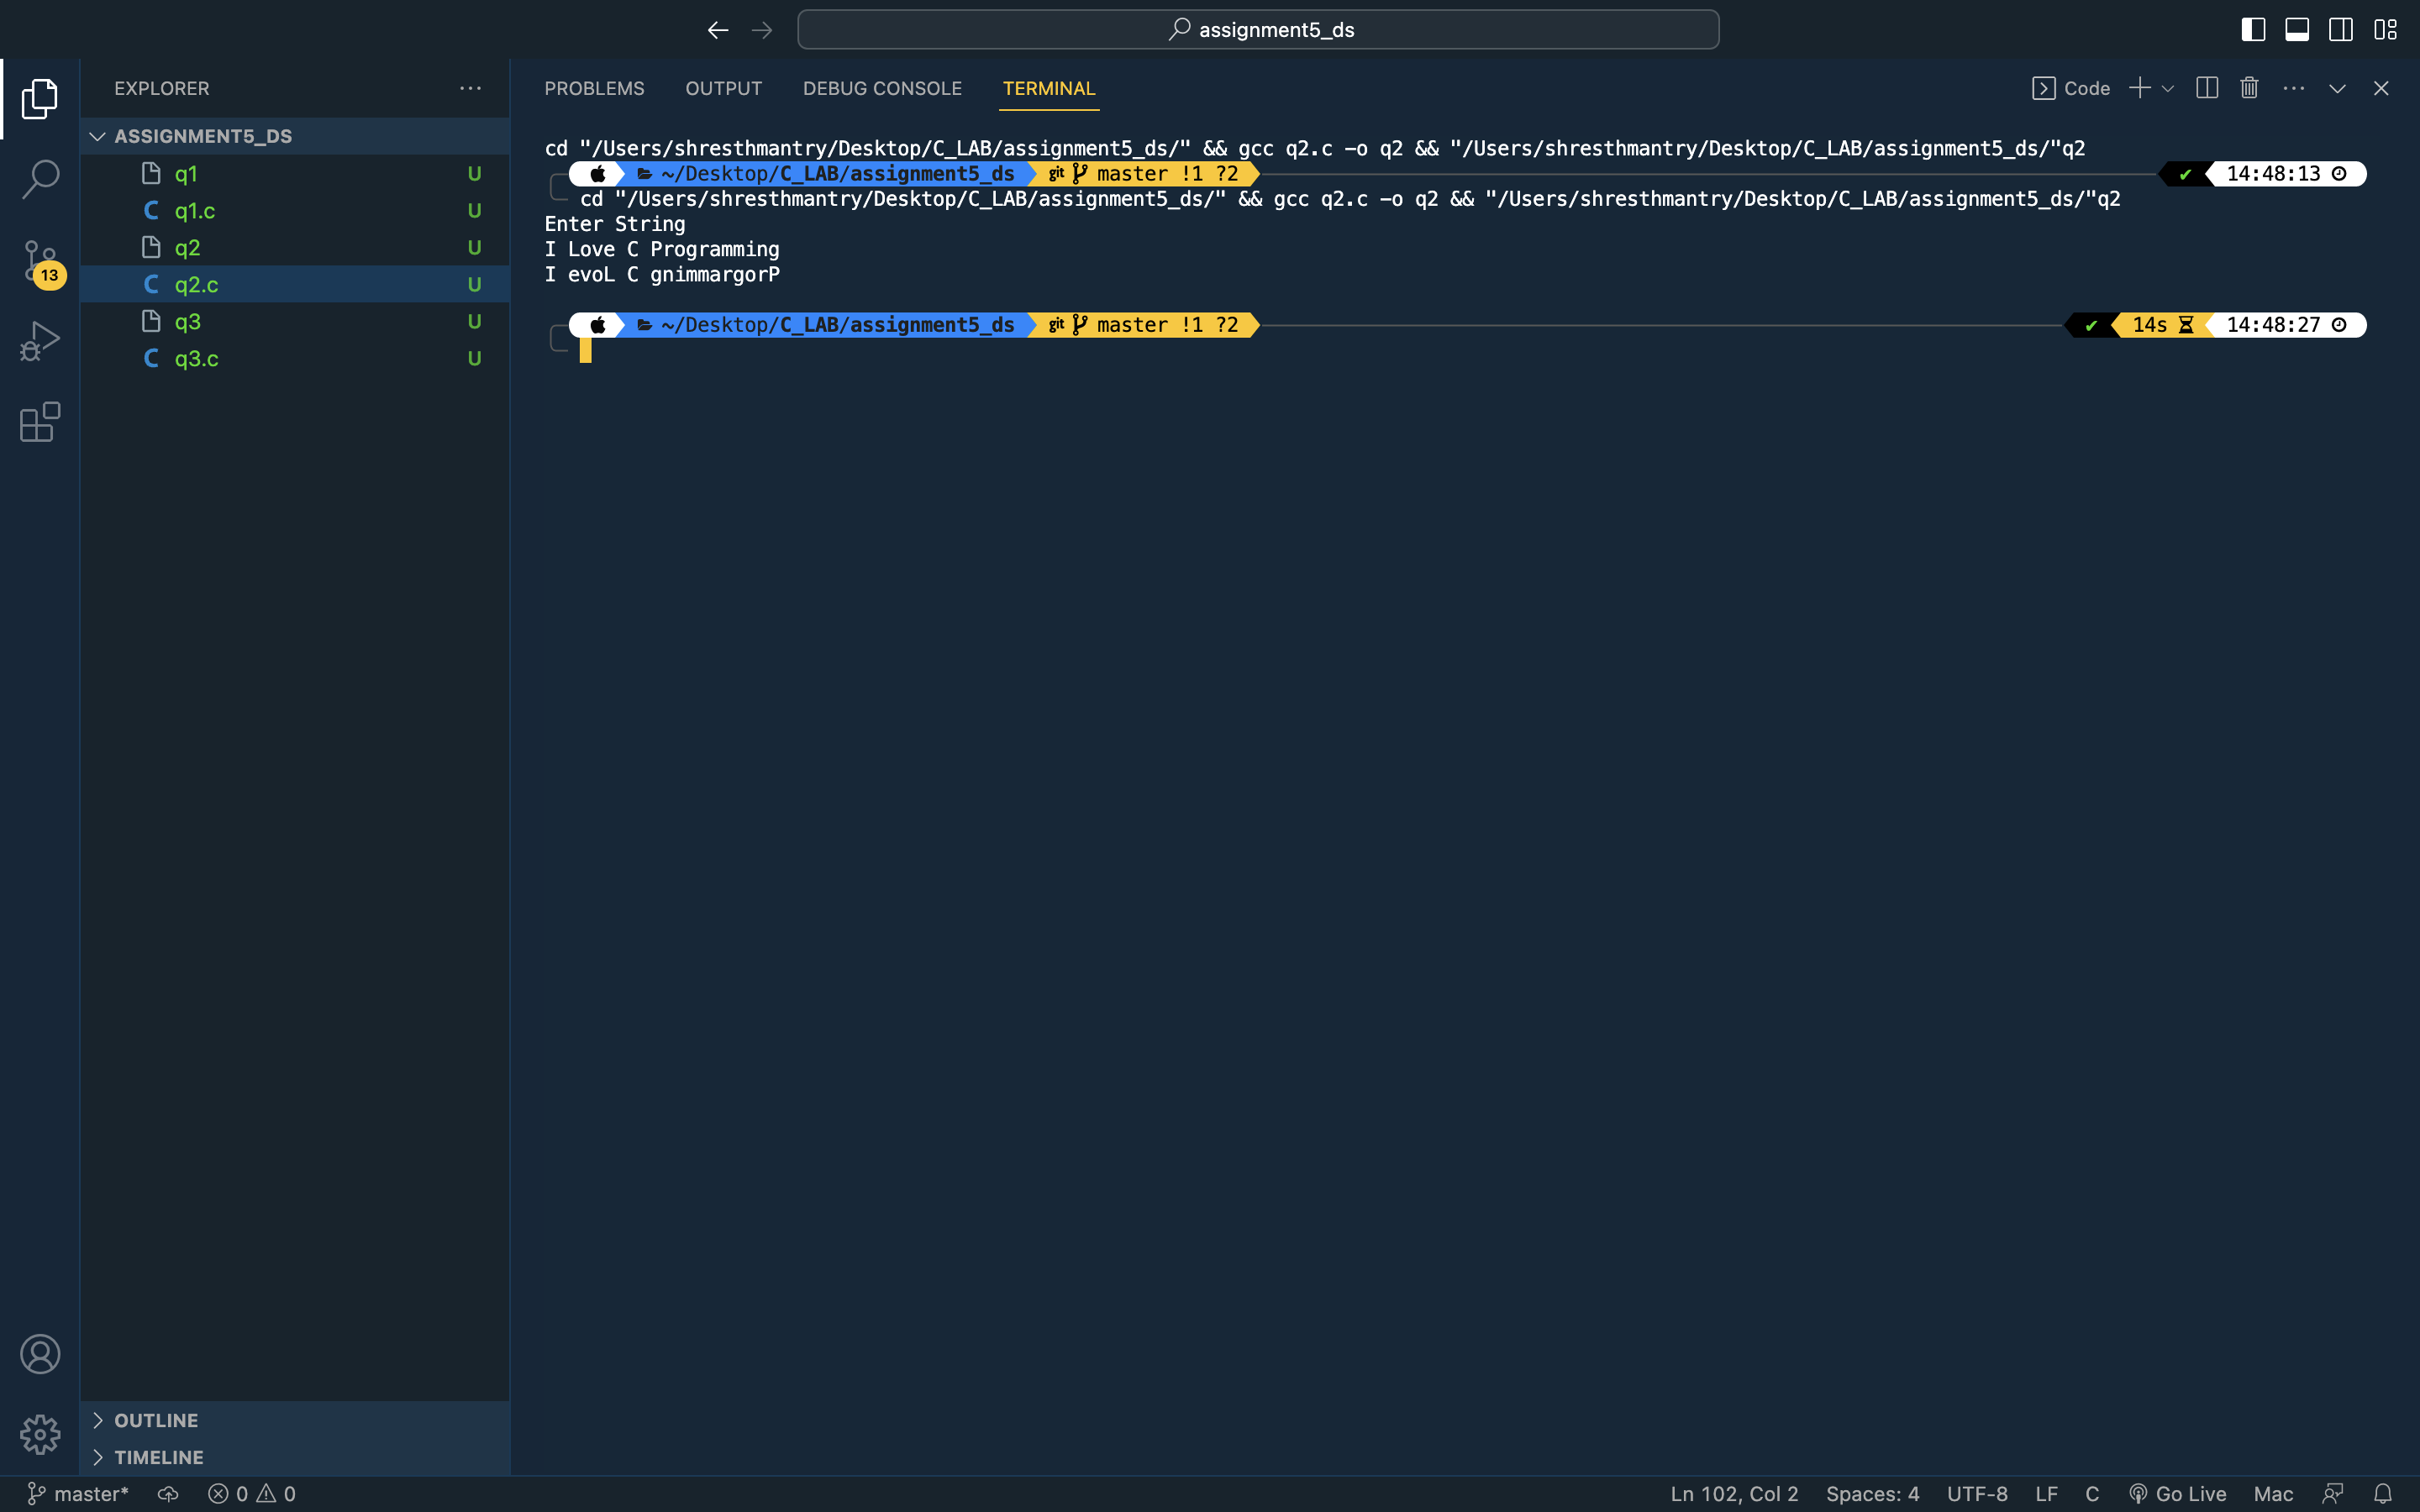 assignment5_ds
EXPLORER
ASSIGNMENT5_DS
q1 U
C q1.c U
q2 U
C q2.c U
q3 U
C q3.c U
13
OUTLINE
TIMELINE
PROBLEMS OUTPUT DEBUG CONSOLE TERMINAL
Code
cd "/Users/shresthmantry/Desktop/C_LAB/assignment5_ds/" && gcc q2.c -o q2 && "/Users/shresthmantry/Desktop/C_LAB/assignment5_ds/"q2
~/Desktop/C_LAB/assignment5_ds git master !1 ?2 ✔ 14:48:13
cd "/Users/shresthmantry/Desktop/C_LAB/assignment5_ds/" && gcc q2.c -o q2 && "/Users/shresthmantry/Desktop/C_LAB/assignment5_ds/"q2
Enter String
I Love C Programming
I evoL C gnimmargorP
~/Desktop/C_LAB/assignment5_ds git master !1 ?2 ✔ 14s 14:48:27
master* 0 0 Ln 102, Col 2 Spaces: 4 UTF-8 LF C Go Live Mac